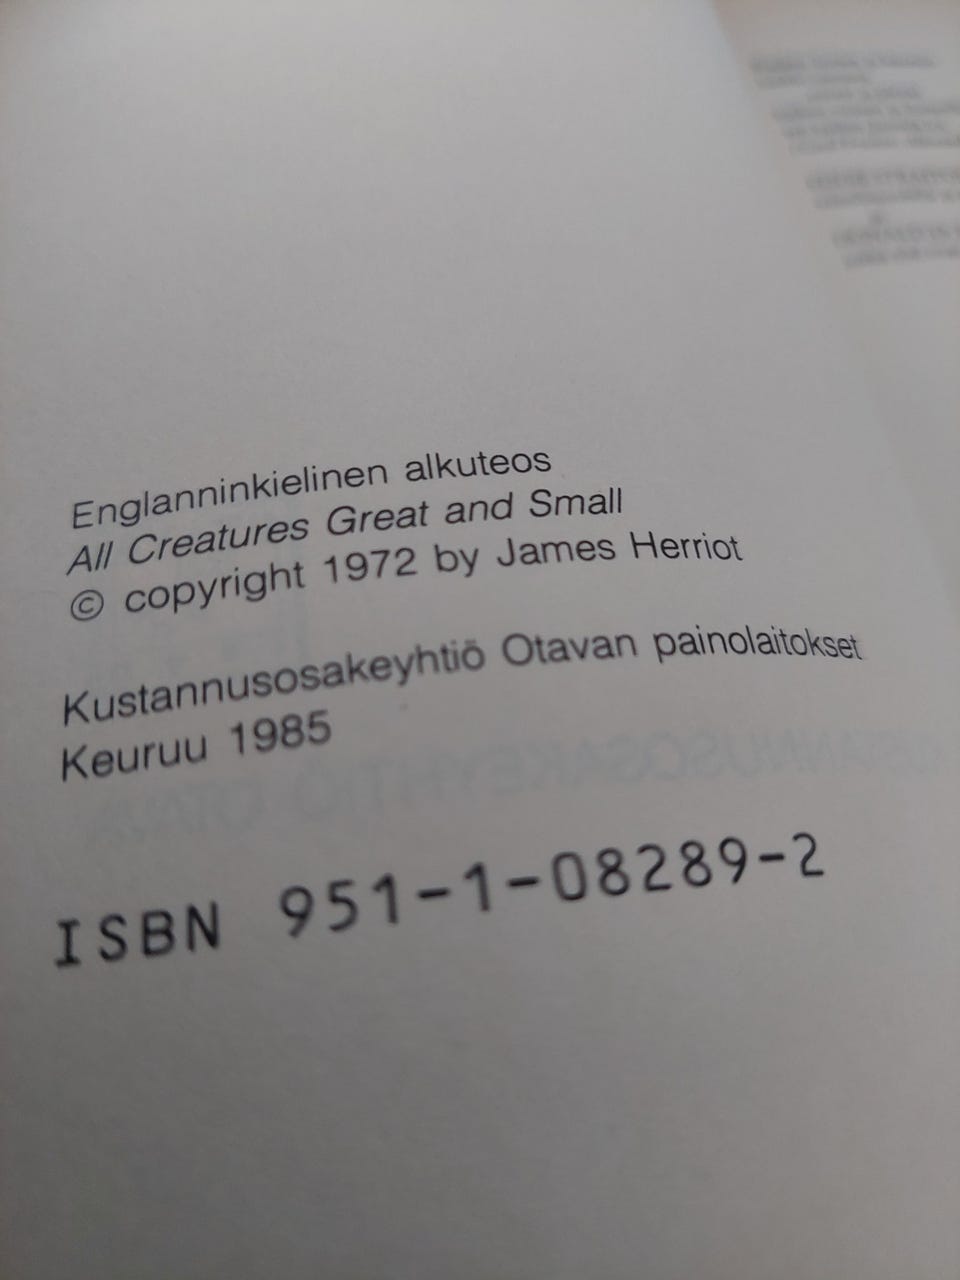 Englanninkielinen alkuteos
All Creatures Great and Small
© copyright 1972 by James Herriot
Kustannusosakeyhtiö Otavan painolaitokset
Keuruu 1985
ISBN 951-1-08289-2